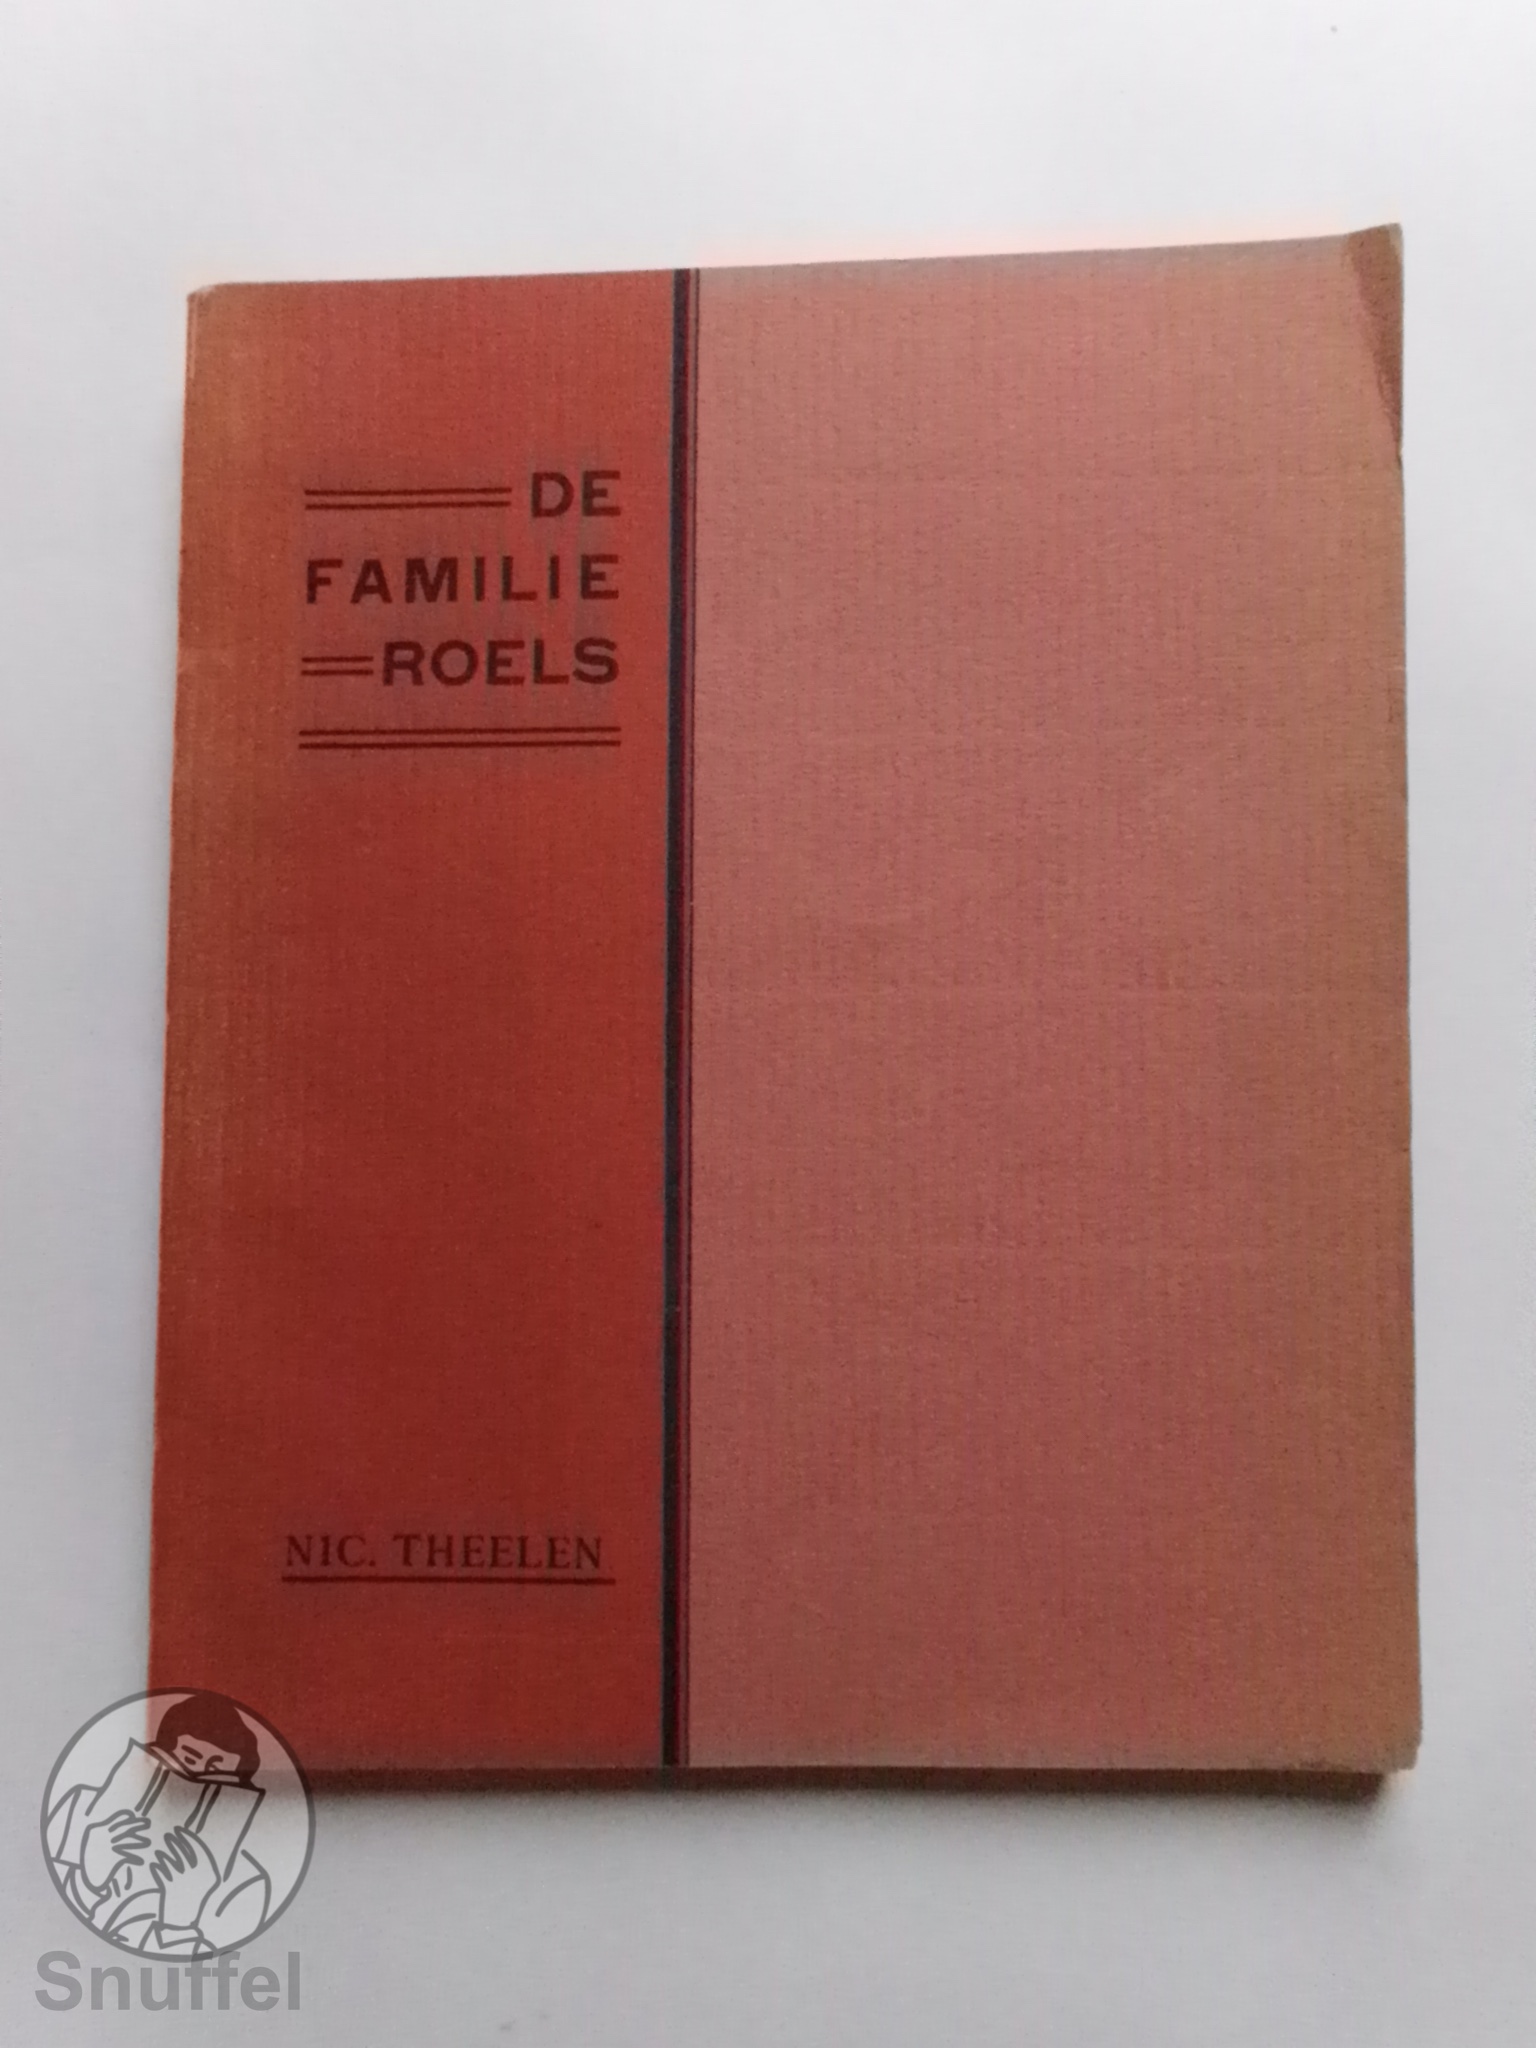 DE
FAMILIE
ROELS
NIC. THEELEN
Snuffel